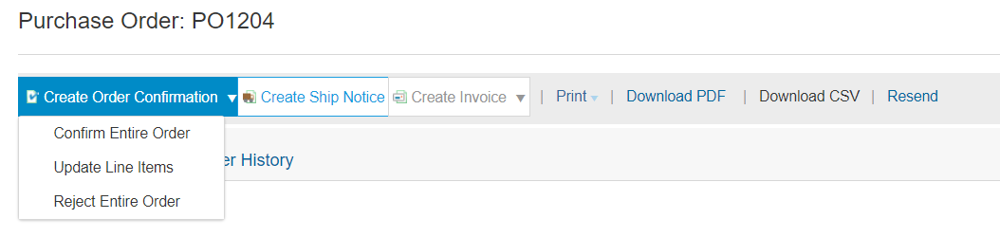 Purchase Order: PO1204
Create Order Confirmation Create Ship Notice Create Invoice | Print | Download PDF | Download CSV | Resend
Confirm Entire Order
Update Line Items
er History
Reject Entire Order